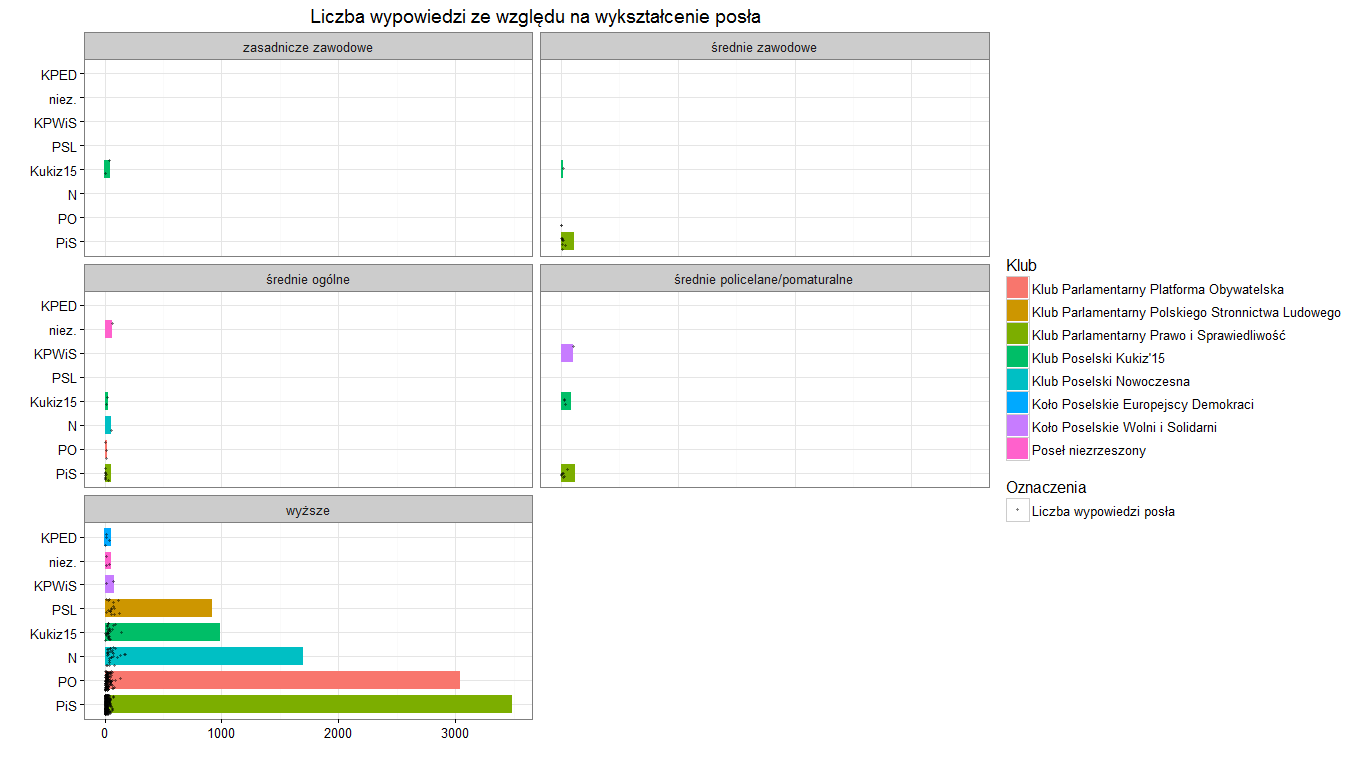 Liczba wypowiedzi ze względu na wykształcenie posła
zasadnicze zawodowe
średnie zawodowe
KPED
niez.
KPWiS
PSL
Kukiz15
N
PO
PiS
średnie ogólne
średnie policelane/pomaturalne
KPED
niez.
KPWiS
PSL
Kukiz15
N
PO
PiS
wyższe
KPED
niez.
KPWiS
PSL
Kukiz15
N
PO
PiS
0 1000 2000 3000
Klub
Klub Parlamentarny Platforma Obywatelska
Klub Parlamentarny Polskiego Stronnictwa Ludowego
Klub Parlamentarny Prawo i Sprawiedliwość
Klub Poselski Kukiz'15
Klub Poselski Nowoczesna
Koło Poselskie Europejscy Demokraci
Koło Poselskie Wolni i Solidarni
Poseł niezrzeszony
Oznaczenia
Liczba wypowiedzi posła